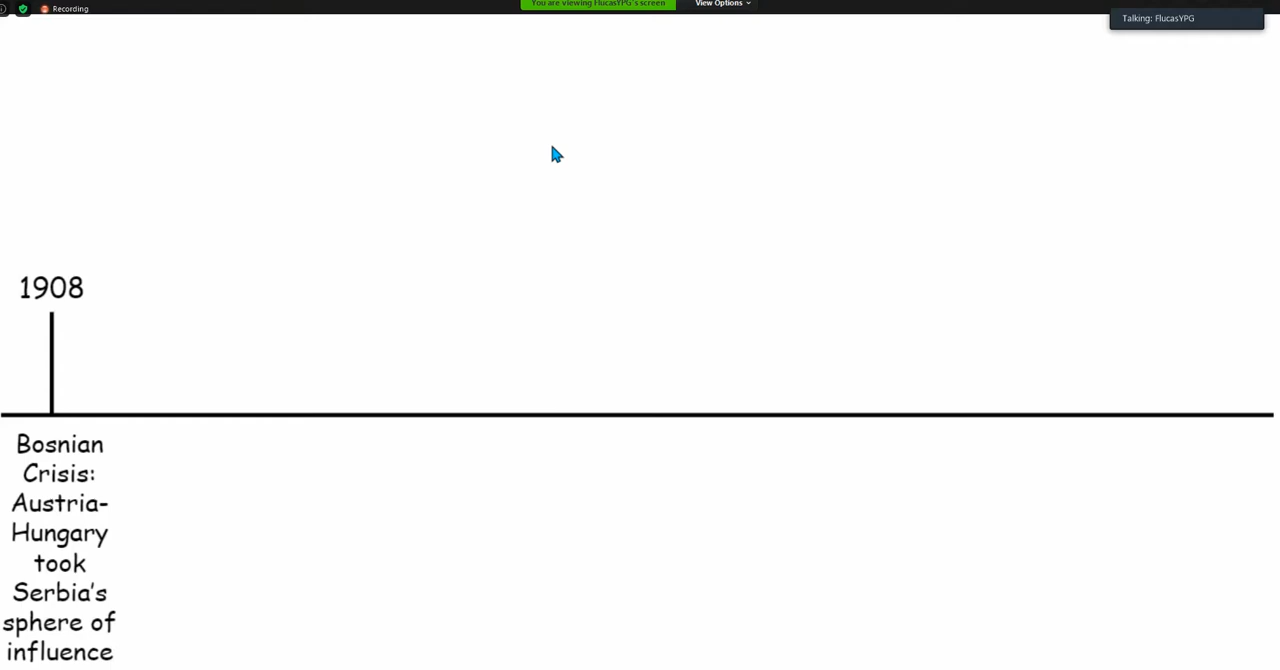 Recording
You are viewing FlucasYPG's screen
View Options
Talking: FlucasYPG
1908
Bosnian
Crisis:
Austria-
Hungary
took
Serbia's
sphere of
influence